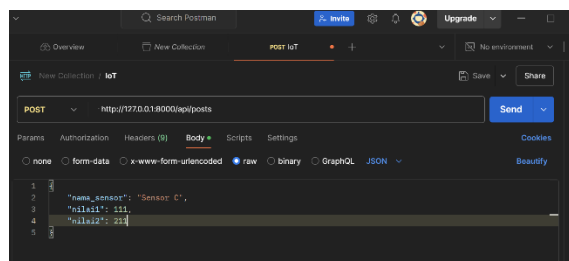 Search Postman
Invite
Upgrade
Overview
New Collection
POST IoT
No environment
HTTP New Collection / IoT
Save
Share
POST
http://127.0.0.1:8000/api/posts
Send
Params Authorization Headers (9) Body Scripts Settings
Cookies
none form-data x-www-form-urlencoded raw binary GraphQL JSON
Beautify
1 {
2 "nama_sensor": "Sensor C",
3 "nilai1": 111,
4 "nilai2": 211
5 }